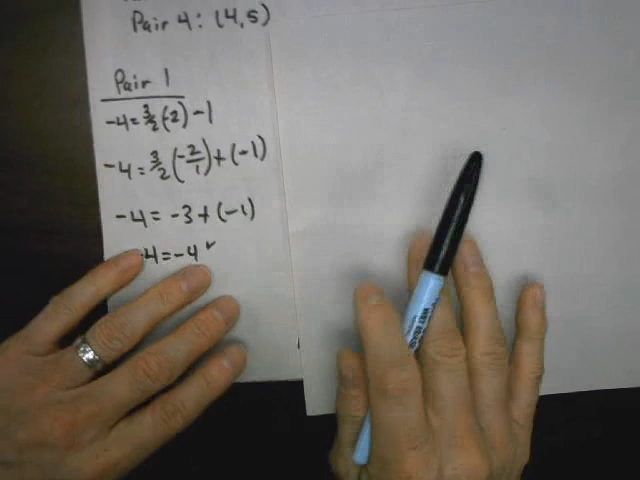 Pair 4: (4,5)
Pair 1
-4=3/2(-2)-1
-4=3/2(-2/1)+(-1)
-4=-3+(-1)
-4=-4✓